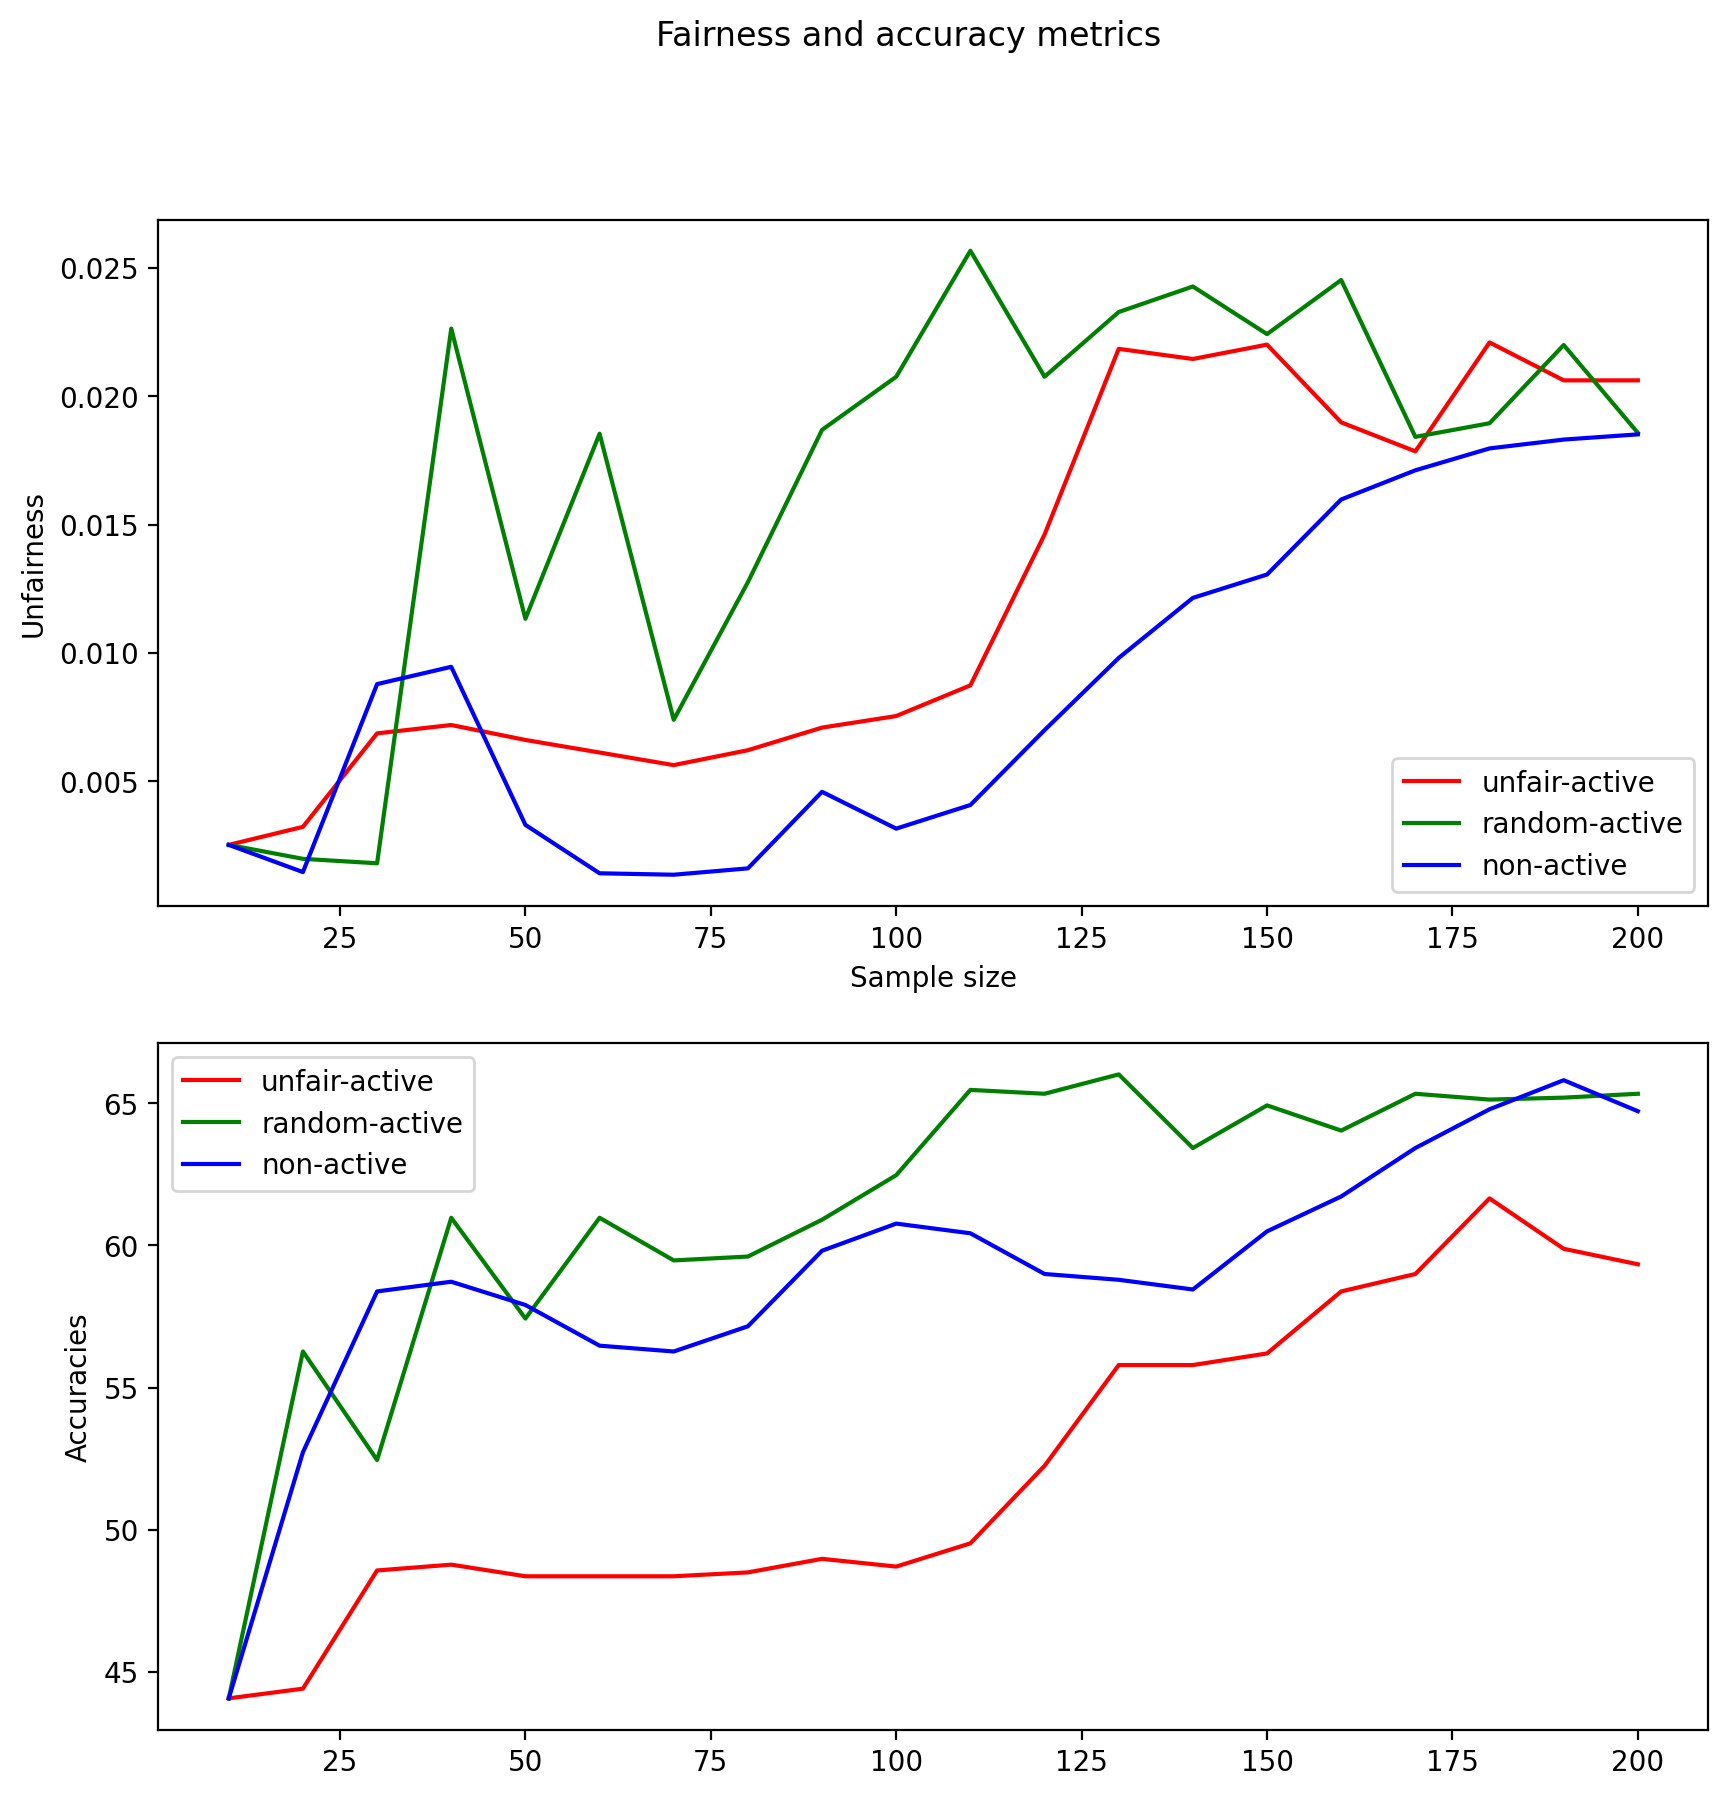 Fairness and accuracy metrics
Unfairness
0.025
0.020
0.015
0.010
0.005
unfair-active
random-active
non-active
25 50 75 100 125 150 175 200
Sample size
Accuracies
65
60
55
50
45
unfair-active
random-active
non-active
25 50 75 100 125 150 175 200